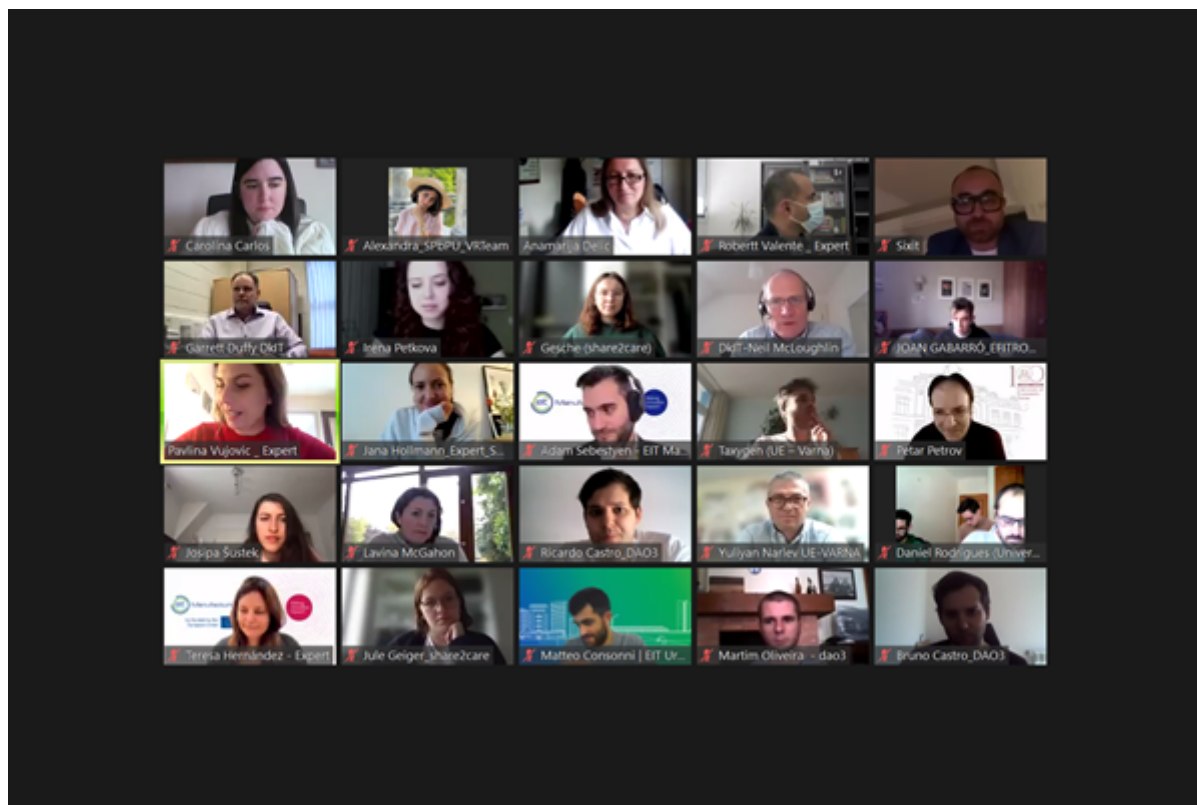 Carolina Carlos
Alexandra_SPbPU_VRTeam
Anamarija Delic
Robertt Valente _ Expert
Sixit
Garrett Duffy DkIT
Irena Petkova
Gesche (share2care)
DkIT-Neil McLoughlin
JOAN GABARRÓ_EFITRO...
Pavlina Vujovic _ Expert
Jana Hollmann_Expert_S...
Adam Sebestyen - EIT Ma...
Taxygen (UE - Varna)
Petar Petrov
Josipa Šustek
Lavina McGahon
Ricardo Castro_DAO3
Yuliyan Narlev UE-VARNA
Daniel Rodrigues (Univer...
Teresa Hernández - Expert
Jule Geiger_share2care
Matteo Consonni | EIT Ur...
Martim Oliveira - dao3
Bruno Castro_DAO3